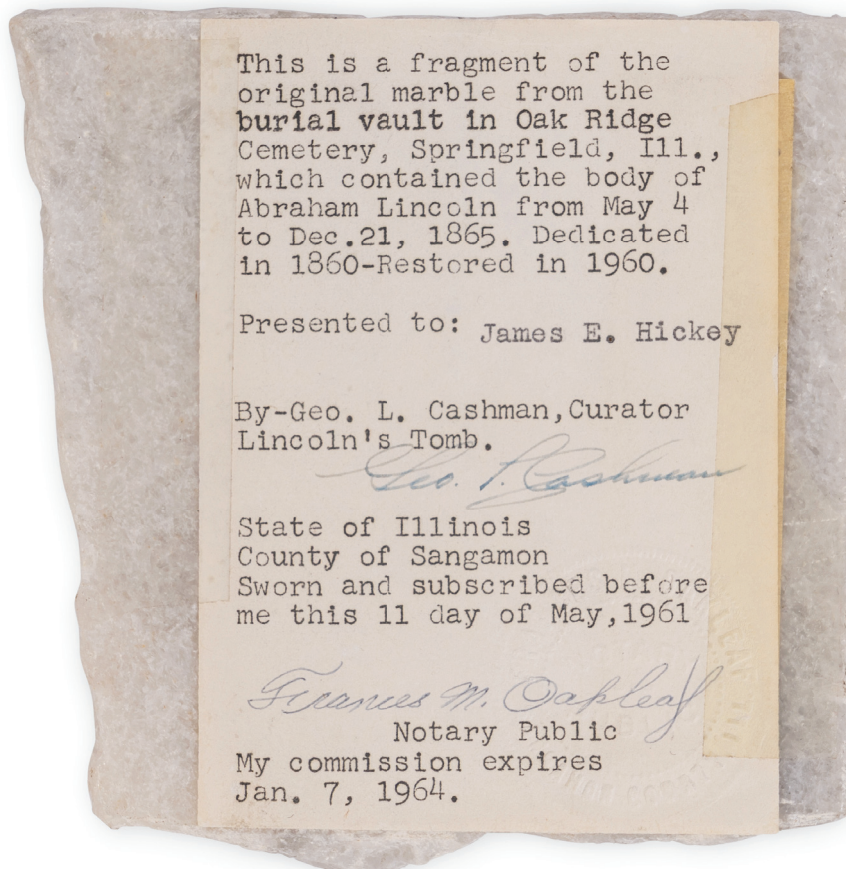 This is a fragment of the
original marble from the
burial vault in Oak Ridge
Cemetery, Springfield, Ill.,
which contained the body of
Abraham Lincoln from May 4
to Dec.21, 1865. Dedicated
in 1860-Restored in 1960.
Presented to: James E. Hickey
By-Geo. L. Cashman,Curator
Lincoln's Tomb.
Geo. L. Cashman
State of Illinois
County of Sangamon
Sworn and subscribed before
me this 11 day of May,1961
Frances M. Oakleaf
Notary Public
My commission expires
Jan. 7, 1964.